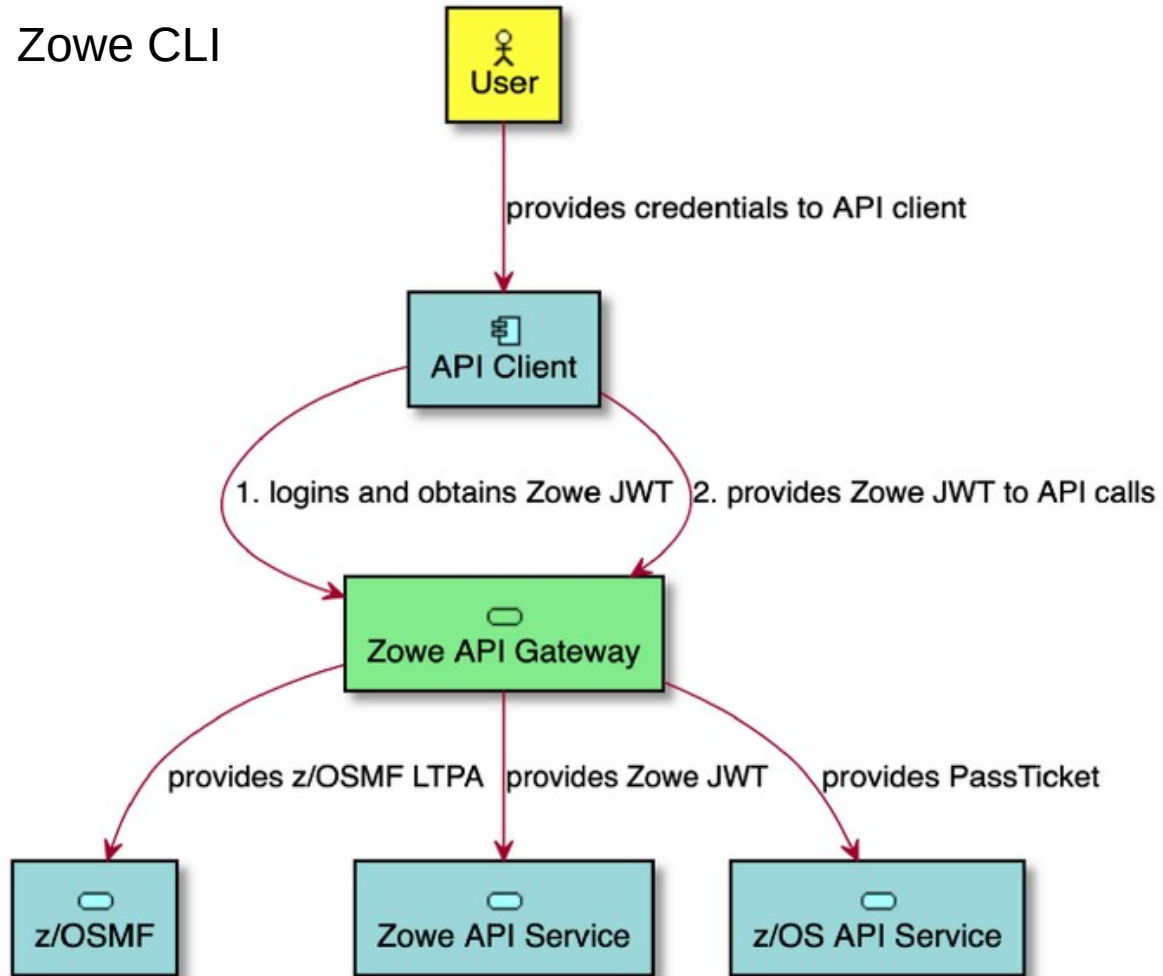 Zowe CLI
User
provides credentials to API client
API Client
1. logins and obtains Zowe JWT
2. provides Zowe JWT to API calls
Zowe API Gateway
provides z/OSMF LTPA
provides Zowe JWT
provides PassTicket
z/OSMF
Zowe API Service
z/OS API Service